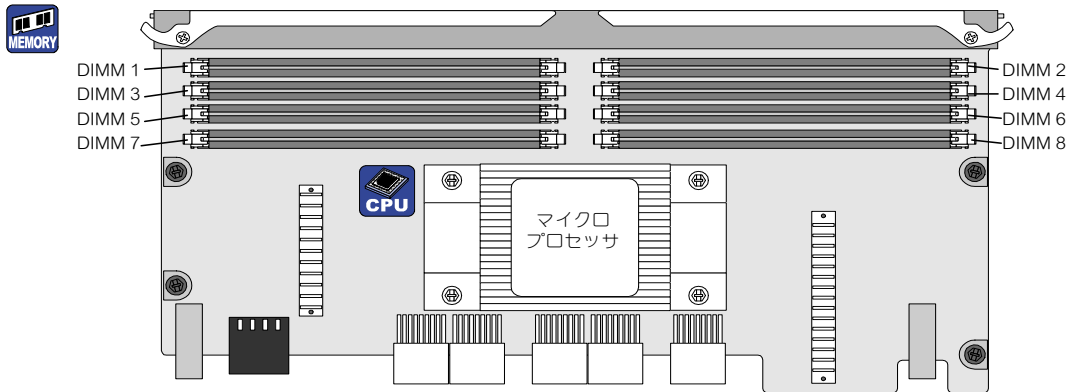 MEMORY
DIMM 1
DIMM 2
DIMM 3
DIMM 4
DIMM 5
DIMM 6
DIMM 7
DIMM 8
CPU
マイクロ
プロセッサ